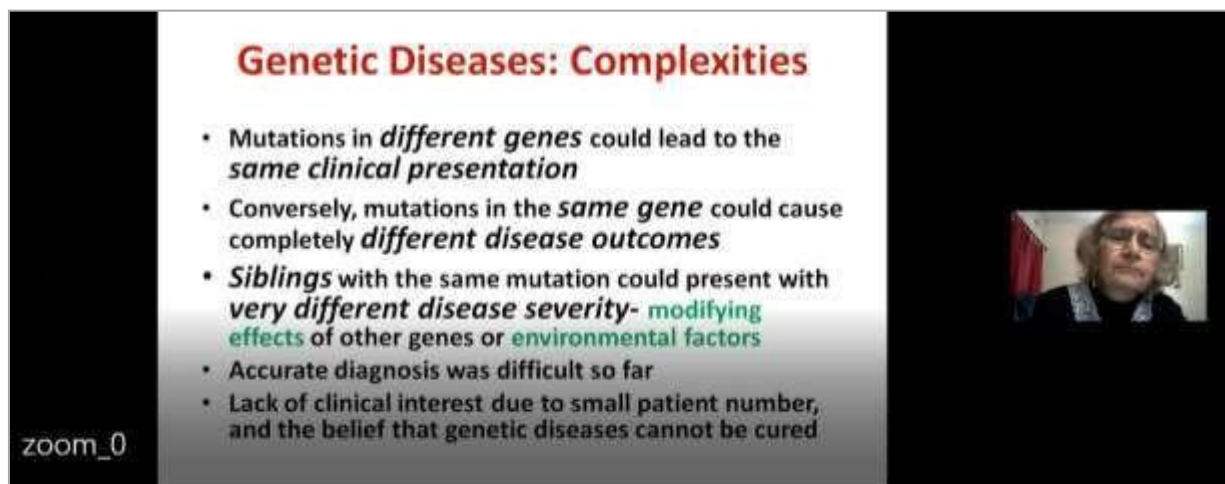 Genetic Diseases: Complexities
• Mutations in different genes could lead to the
same clinical presentation
• Conversely, mutations in the same gene could cause
completely different disease outcomes
• Siblings with the same mutation could present with
very different disease severity- modifying
effects of other genes or environmental factors
• Accurate diagnosis was difficult so far
• Lack of clinical interest due to small patient number,
and the belief that genetic diseases cannot be cured
zoom_0